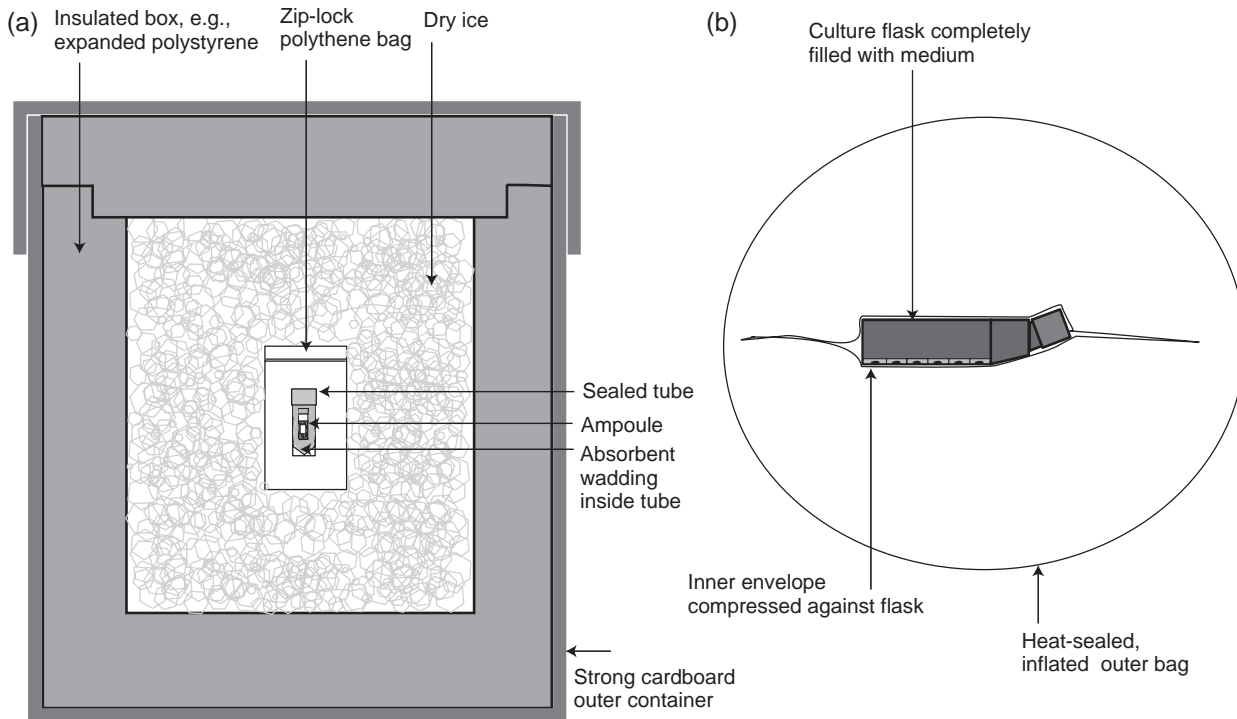 (a)
Insulated box, e.g.,
expanded polystyrene
Zip-lock
polythene bag
Dry ice
Sealed tube
Ampoule
Absorbent
wadding
inside tube
Strong cardboard
outer container
(b)
Culture flask completely
filled with medium
Inner envelope
compressed against flask
Heat-sealed,
inflated outer bag